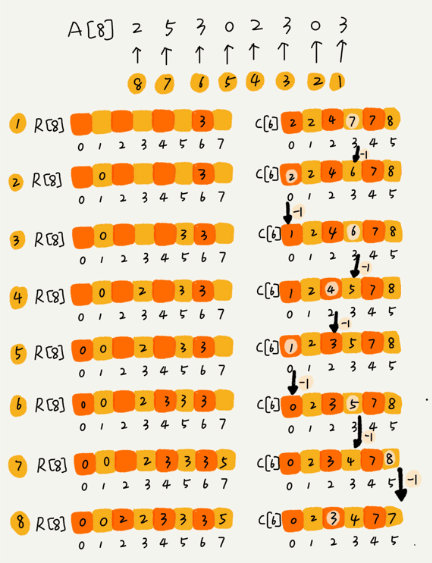 A[8] 2 5 3 0 2 3 0 3
8 7 6 5 4 3 2 1
1 R[8] 3 C[6] 2 2 4 7 7 8
0 1 2 3 4 5 6 7 0 1 2 3 4 5
-1
2 R[8] 0 3 C[6] 2 2 4 6 7 8
0 1 2 3 4 5 6 7 0 1 2 3 4 5
-1
3 R[8] 0 3 3 C[6] 1 2 4 6 7 8
0 1 2 3 4 5 6 7 0 1 2 3 4 5
-1
4 R[8] 0 2 3 3 C[6] 1 2 4 5 7 8
0 1 2 3 4 5 6 7 0 1 2 3 4 5
-1
5 R[8] 0 0 2 3 3 C[6] 1 2 3 5 7 8
0 1 2 3 4 5 6 7 0 1 2 3 4 5
-1
6 R[8] 0 0 2 3 3 3 C[6] 0 2 3 5 7 8
0 1 2 3 4 5 6 7 0 1 2 3 4 5
-1
7 R[8] 0 0 2 3 3 3 5 C[6] 0 2 3 4 7 8
0 1 2 3 4 5 6 7 0 1 2 3 4 5
-1
8 R[8] 0 0 2 2 3 3 3 5 C[6] 0 2 3 4 7 7
0 1 2 3 4 5 6 7 0 1 2 3 4 5